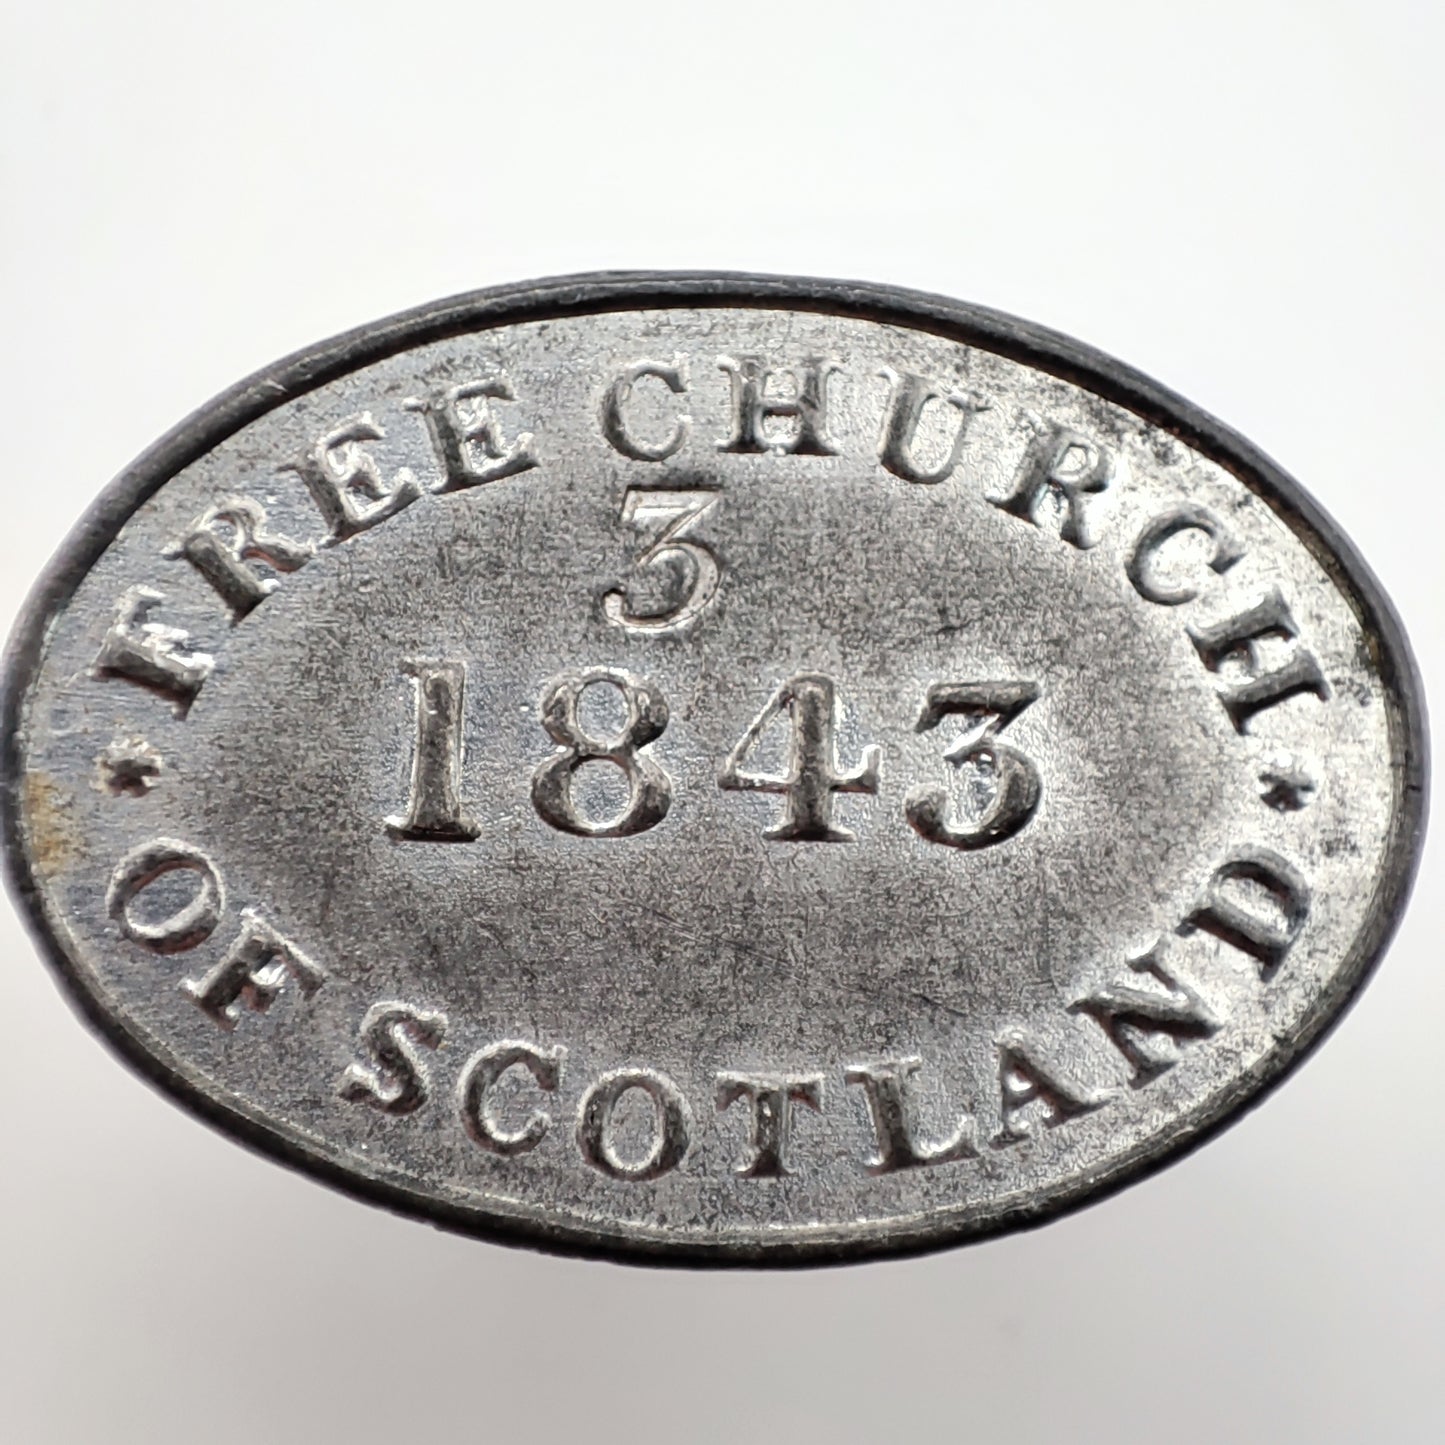 FREE CHURCH
3
1843
* OF SCOTLAND *